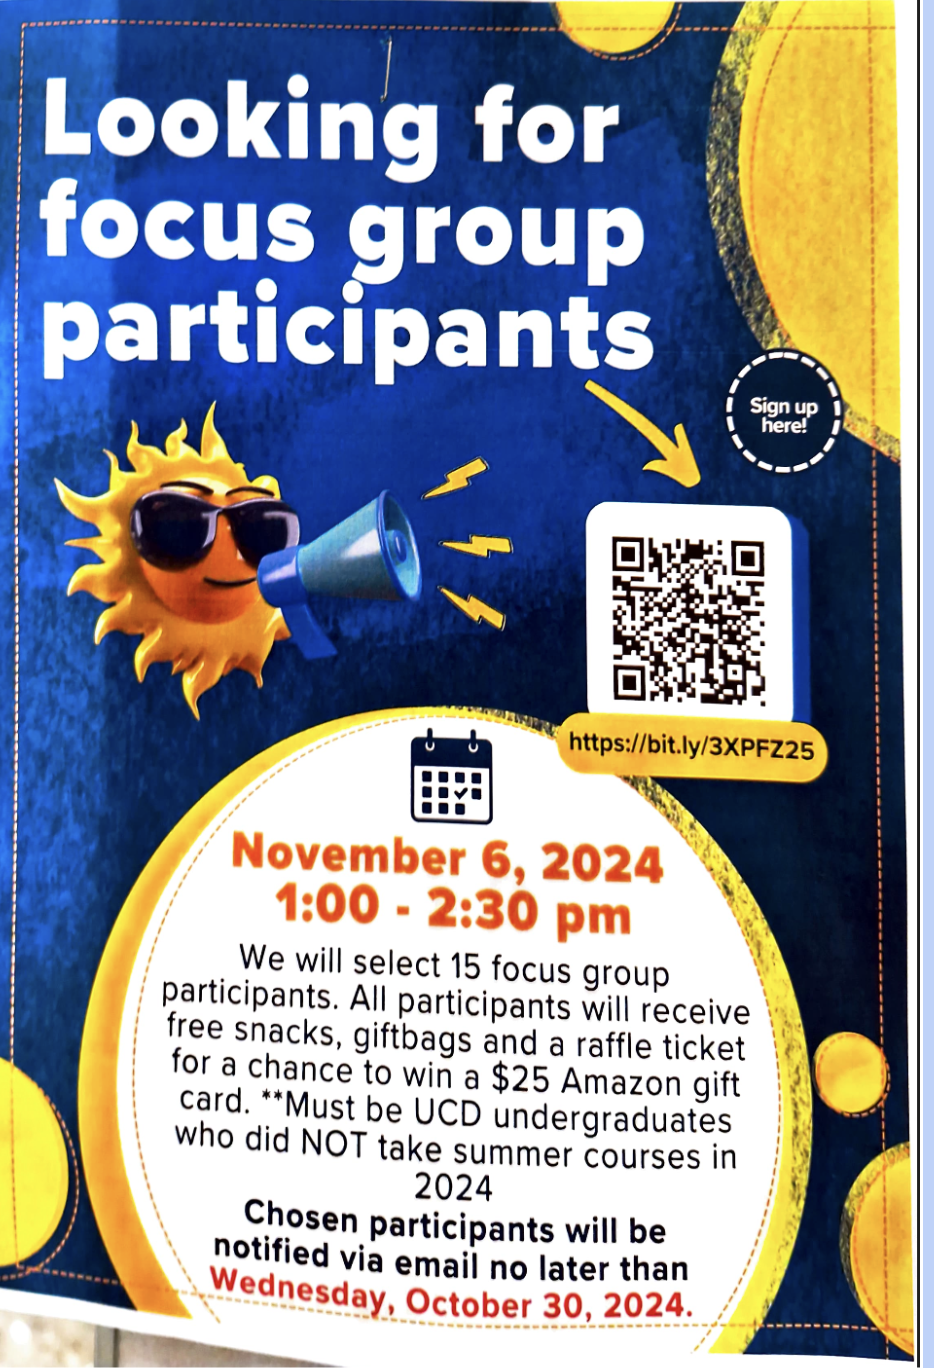 Looking for
focus group
participants
Sign up
here!
https://bit.ly/3XPFZ25
November 6, 2024
1:00 - 2:30 pm
We will select 15 focus group
participants. All participants will receive
free snacks, giftbags and a raffle ticket
for a chance to win a $25 Amazon gift
card. **Must be UCD undergraduates
who did NOT take summer courses in
2024
Chosen participants will be
notified via email no later than
Wednesday, October 30, 2024.